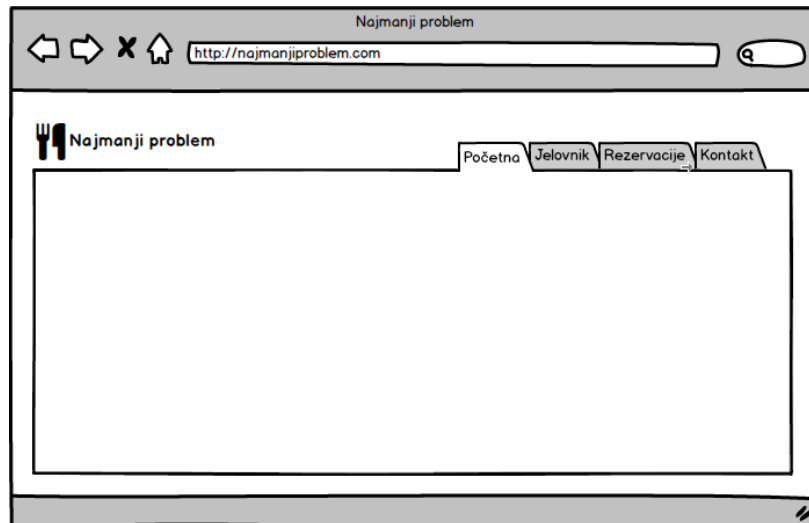 Najmanji problem
http://najmanjiproblem.com
Najmanji problem
Početna Jelovnik Rezervacije Kontakt